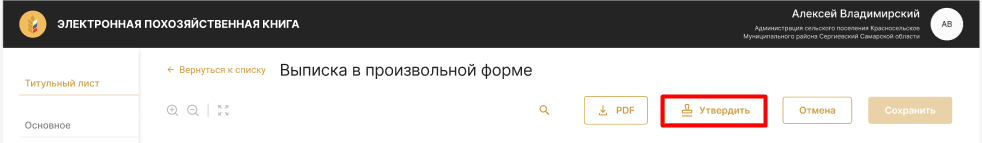 ЭЛЕКТРОННАЯ ПОХОЗЯЙСТВЕННАЯ КНИГА
Алексей Владимирский
Администрация сельского поселения Красносельское
Муниципального района Сергиевский Самарской области
АВ
Титульный лист
← Вернуться к списку Выписка в произвольной форме
Основное
PDF Утвердить Отмена Сохранить